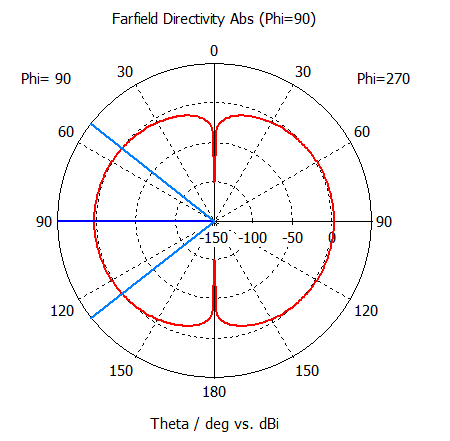 Farfield Directivity Abs (Phi=90)
0
30 30
Phi= 90 Phi=270
60 60
90 -150 -100 -50 0 90
120 120
150 150
180
Theta / deg vs. dBi